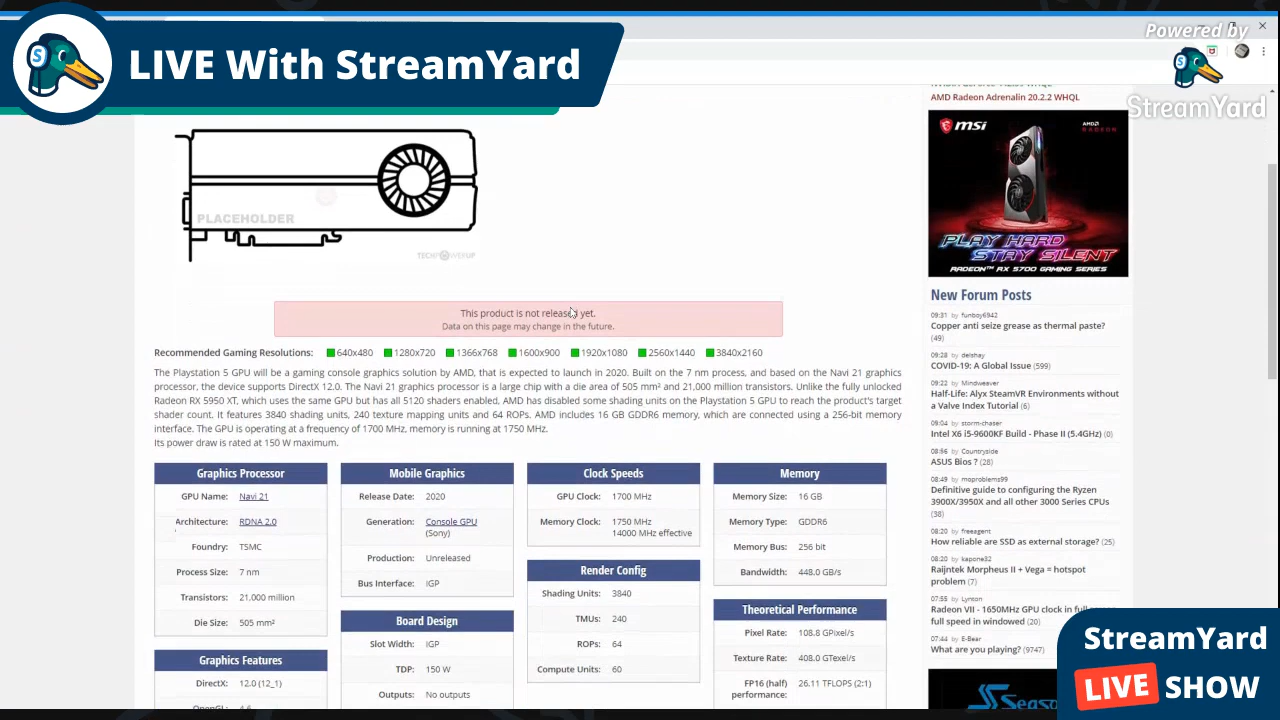 LIVE With StreamYard
Powered by
StreamYard
AMD Radeon Adrenalin 20.2.2 WHQL
msi
AMD
RADEON
PLAY HARD
STAY SILENT
RADEON™ RX 5700 GAMING SERIES
PLACEHOLDER
TECHPOWERUP
This product is not released yet.
Data on this page may change in the future.
Recommended Gaming Resolutions: 640x480 1280x720 1366x768 1600x900 1920x1080 2560x1440 3840x2160
The Playstation 5 GPU will be a gaming console graphics solution by AMD, that is expected to launch in 2020. Built on the 7 nm process, and based on the Navi 21 graphics
processor, the device supports DirectX 12.0. The Navi 21 graphics processor is a large chip with a die area of 505 mm² and 21,000 million transistors. Unlike the fully unlocked
Radeon RX 5950 XT, which uses the same GPU but has all 5120 shaders enabled, AMD has disabled some shading units on the Playstation 5 GPU to reach the product's target
shader count. It features 3840 shading units, 240 texture mapping units and 64 ROPs. AMD includes 16 GB GDDR6 memory, which are connected using a 256-bit memory
interface. The GPU is operating at a frequency of 1700 MHz, memory is running at 1750 MHz.
Its power draw is rated at 150 W maximum.
Graphics Processor
GPU Name: Navi 21
Architecture: RDNA 2.0
Foundry: TSMC
Process Size: 7 nm
Transistors: 21,000 million
Die Size: 505 mm²
Graphics Features
DirectX: 12.0 (12_1)
Mobile Graphics
Release Date: 2020
Generation: Console GPU
(Sony)
Production: Unreleased
Bus Interface: IGP
Board Design
Slot Width: IGP
TDP: 150 W
Outputs: No outputs
Clock Speeds
GPU Clock: 1700 MHz
Memory Clock: 1750 MHz
14000 MHz effective
Render Config
Shading Units: 3840
TMUs: 240
ROPs: 64
Compute Units: 60
Memory
Memory Size: 16 GB
Memory Type: GDDR6
Memory Bus: 256 bit
Bandwidth: 448.0 GB/s
Theoretical Performance
Pixel Rate: 108.8 GPixel/s
Texture Rate: 408.0 GTexel/s
FP16 (half) 26.11 TFLOPS (2:1)
performance:
New Forum Posts
09:31 by funboy6942
Copper anti seize grease as thermal paste?
(49)
09:28 by delshay
COVID-19: A Global Issue (599)
09:22 by Mindweaver
Half-Life: Alyx SteamVR Environments without
a Valve Index Tutorial (6)
09:04 by storm-chaser
Intel X6 i5-9600KF Build - Phase II (5.4GHz) (0)
08:56 by Countryside
ASUS Bios ? (28)
08:49 by moproblems99
Definitive guide to configuring the Ryzen
3900X/3950X and all other 3000 Series CPUs
(38)
08:20 by freeagent
How reliable are SSD as external storage? (25)
08:20 by kapone32
Raijntek Morpheus II + Vega = hotspot
problem (7)
07:55 by Lynton
Radeon VII - 1650MHz GPU clock in full
full speed in windowed (20)
07:44 by E-Bear
What are you playing? (9747)
StreamYard
LIVE SHOW